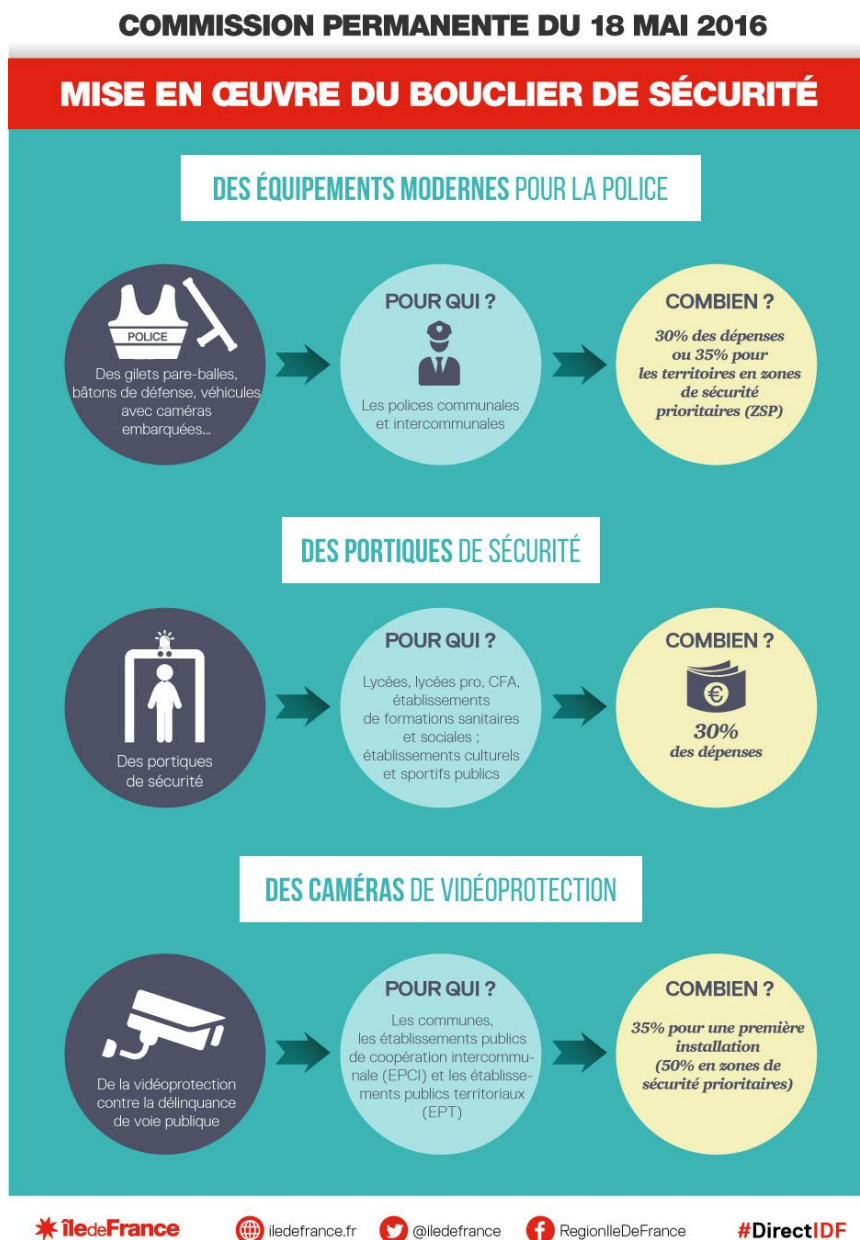 COMMISSION PERMANENTE DU 18 MAI 2016
MISE EN ŒUVRE DU BOUCLIER DE SÉCURITÉ
DES ÉQUIPEMENTS MODERNES POUR LA POLICE
POLICE
Des gilets pare-balles,
bâtons de défense, véhicules
avec caméras
embarquées...
POUR QUI ?
Les polices communales
et intercommunales
COMBIEN ?
30% des dépenses
ou 35% pour
les territoires en zones
de sécurité
prioritaires (ZSP)
DES PORTIQUES DE SÉCURITÉ
Des portiques
de sécurité
POUR QUI ?
Lycées, lycées pro, CFA,
établissements
de formations sanitaires
et sociales ;
établissements culturels
et sportifs publics
COMBIEN ?
€
30%
des dépenses
DES CAMÉRAS DE VIDÉOPROTECTION
De la vidéoprotection
contre la délinquance
de voie publique
POUR QUI ?
Les communes,
les établissements publics
de coopération intercommu-
nale (EPCI) et les établisse-
ments publics territoriaux
(EPT)
COMBIEN ?
35% pour une première
installation
(50% en zones de
sécurité prioritaires)
îledeFrance
iledefrance.fr
@iledefrance
RegionIleDeFrance
#DirectIDF